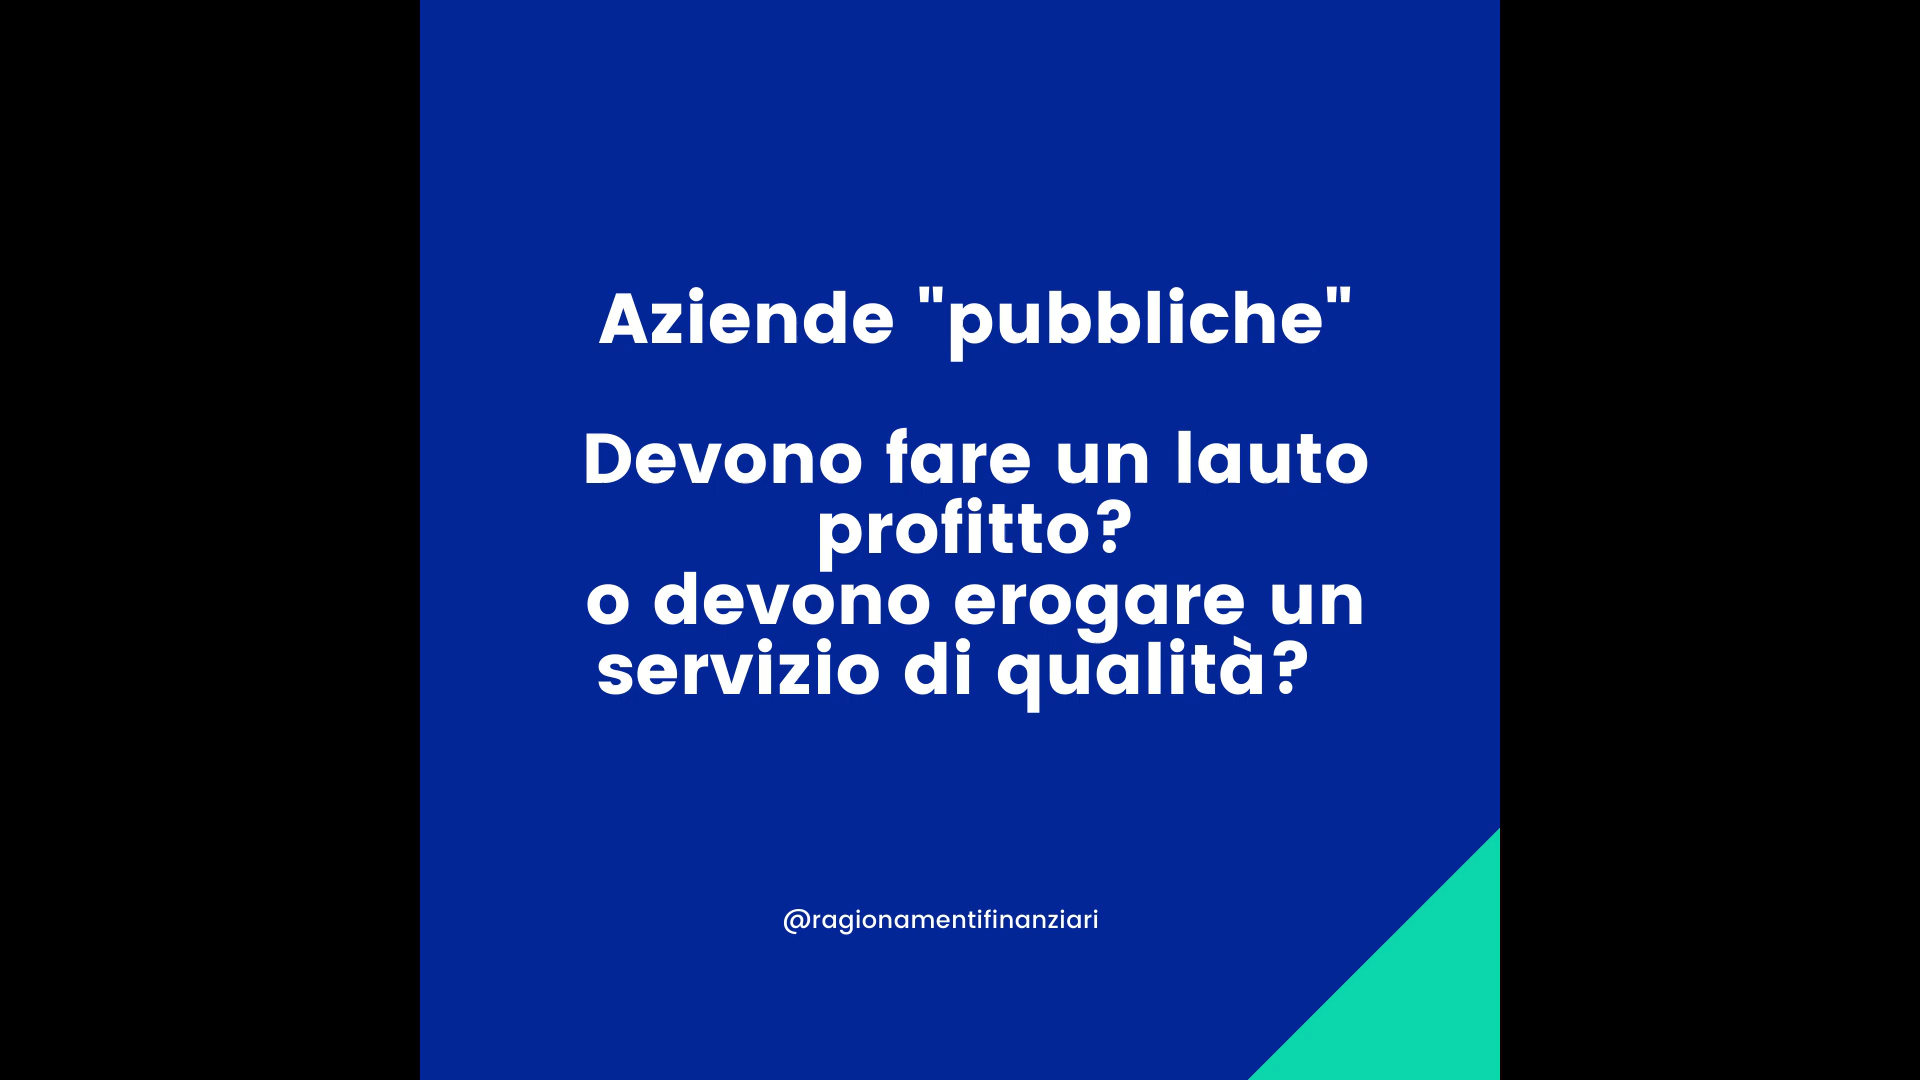 Aziende "pubbliche"
Devono fare un lauto
profitto?
o devono erogare un
servizio di qualità?
@ragionamentifinanziari